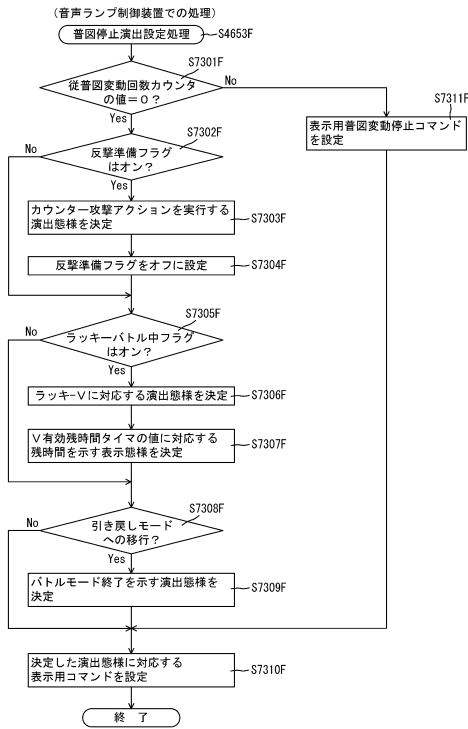 （音声ランプ制御装置での処理）
普図停止演出設定処理
S4653F
S7301F
従普図変動回数カウンタ
の値＝０？
No
Yes
S7311F
表示用普図変動停止コマンド
を設定
S7302F
反撃準備フラグ
はオン？
No
Yes
カウンター攻撃アクションを実行する
演出態様を決定
S7303F
反撃準備フラグをオフに設定
S7304F
S7305F
ラッキーバトル中フラグ
はオン？
No
Yes
ラッキ-Ｖに対応する演出態様を決定
S7306F
Ｖ有効残時間タイマの値に対応する
残時間を示す表示態様を決定
S7307F
S7308F
引き戻しモード
への移行？
No
Yes
バトルモード終了を示す演出態様を
決定
S7309F
決定した演出態様に対応する
表示用コマンドを設定
S7310F
終　了